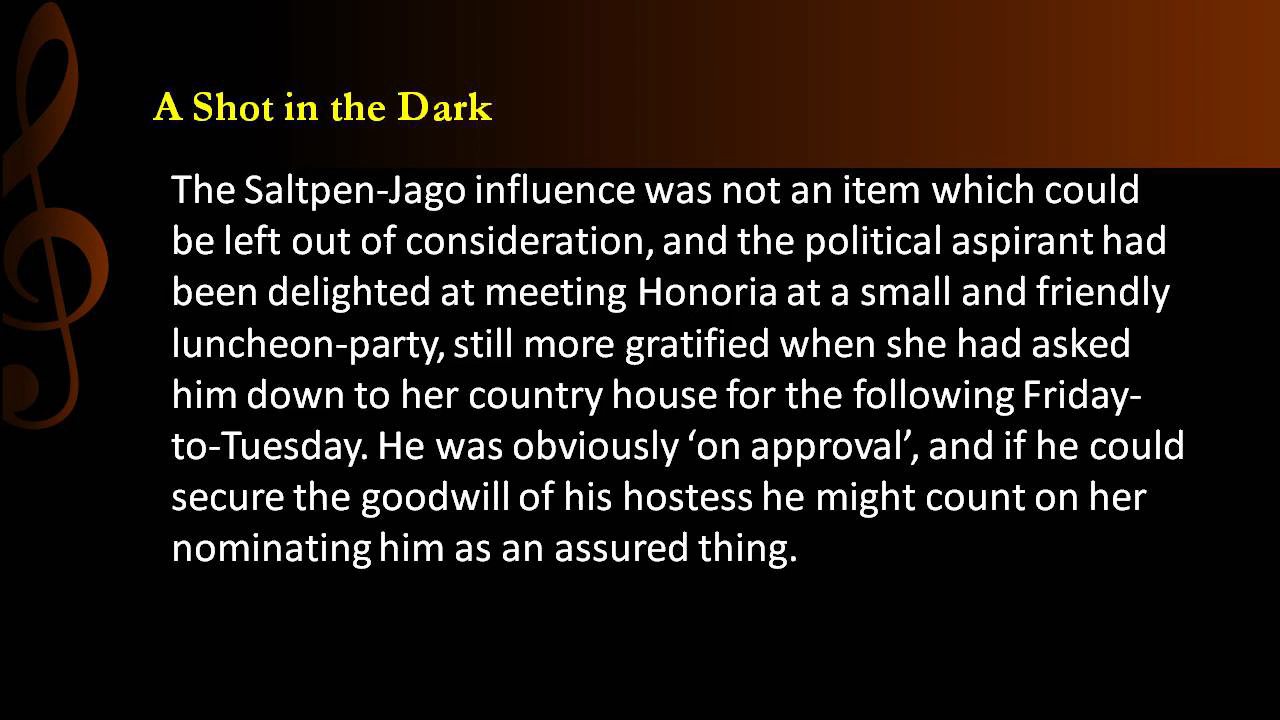 A Shot in the Dark
The Saltpen-Jago influence was not an item which could
be left out of consideration, and the political aspirant had
been delighted at meeting Honoria at a small and friendly
luncheon-party, still more gratified when she had asked
him down to her country house for the following Friday-
to-Tuesday. He was obviously ‘on approval’, and if he could
secure the goodwill of his hostess he might count on her
nominating him as an assured thing.